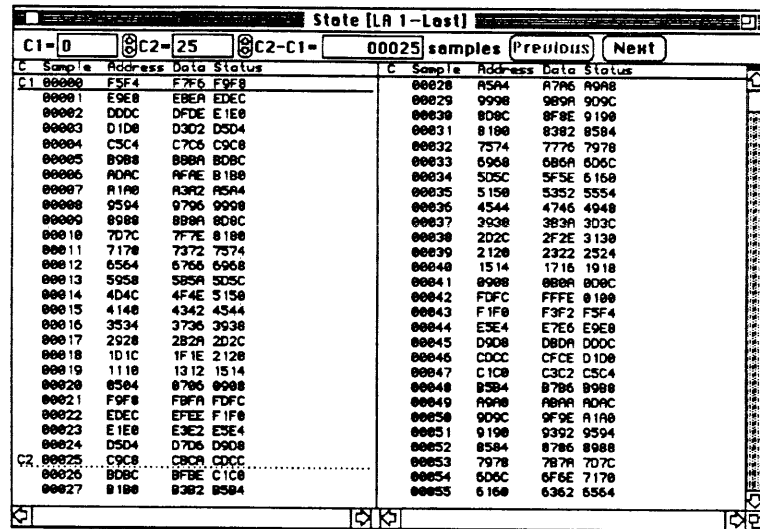 State [LA 1-Last]
C1= 0 C2= 25 C2-C1= 00025 samples Previous Next
C Sample Address Data Status
C1 00000 F5F4 F7F6 F9F8
00001 E9E8 EBEA EDEC
00002 DDDC DFDE E1E0
00003 D1D0 D3D2 D5D4
00004 C5C4 C7C6 C9C8
00005 B9B8 BBBA BDBC
00006 ADAC AFAE B1B0
00007 A1A0 A3A2 A5A4
00008 9594 9796 9998
00009 8988 8B8A 8D8C
00010 7D7C 7F7E 8180
00011 7170 7372 7574
00012 6564 6766 6968
00013 5958 5B5A 5D5C
00014 4D4C 4F4E 5150
00015 4140 4342 4544
00016 3534 3736 3938
00017 2928 2B2A 2D2C
00018 1D1C 1F1E 2120
00019 1110 1312 1514
00020 0504 0706 0908
00021 F9F8 FBFA FDFC
00022 EDEC EFEE F1F0
00023 E1E0 E3E2 E5E4
00024 D5D4 D7D6 D9D8
C2 00025 C9C8 CBCA CDCC
00026 BDBC BFBE C1C0
00027 B1B0 B3B2 B5B4
C Sample Address Data Status
00028 A5A4 A7A6 A9A8
00029 9998 9B9A 9D9C
00030 8D8C 8F8E 9190
00031 8180 8382 8584
00032 7574 7776 7978
00033 6968 6B6A 6D6C
00034 5D5C 5F5E 6160
00035 5150 5352 5554
00036 4544 4746 4948
00037 3938 3B3A 3D3C
00038 2D2C 2F2E 3130
00039 2120 2322 2524
00040 1514 1716 1918
00041 0908 0B0A 0D0C
00042 FDFC FFFE 0100
00043 F1F0 F3F2 F5F4
00044 E5E4 E7E6 E9E8
00045 D9D8 DBDA DDDC
00046 CDCC CFCE D1D0
00047 C1C0 C3C2 C5C4
00048 B5B4 B7B6 B9B8
00049 A9A8 ABAA ADAC
00050 9D9C 9F9E A1A0
00051 9190 9392 9594
00052 8584 8786 8988
00053 7978 7B7A 7D7C
00054 6D6C 6F6E 7170
00055 6160 6362 6564